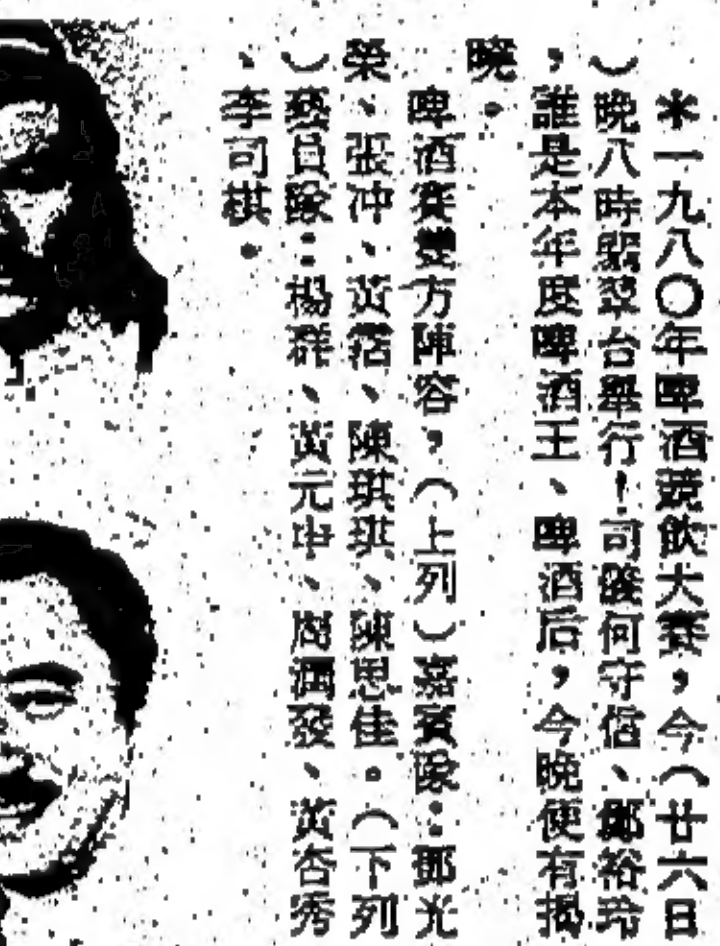 ＊一九八〇年啤酒競飲大賽，今（廿六日
）晚八時翡翠台舉行！司儀何守信、鄭裕玲
，誰是本年度啤酒王、啤酒后，今晚便有揭
曉。
啤酒賽雙方陣容，（上列）嘉賓隊：鄧光
榮、張冲、黃霑、陳琪琪、陳思佳。（下列
）藝員隊：楊群、黃元申、周潤發、黃杏秀
、李司棋。